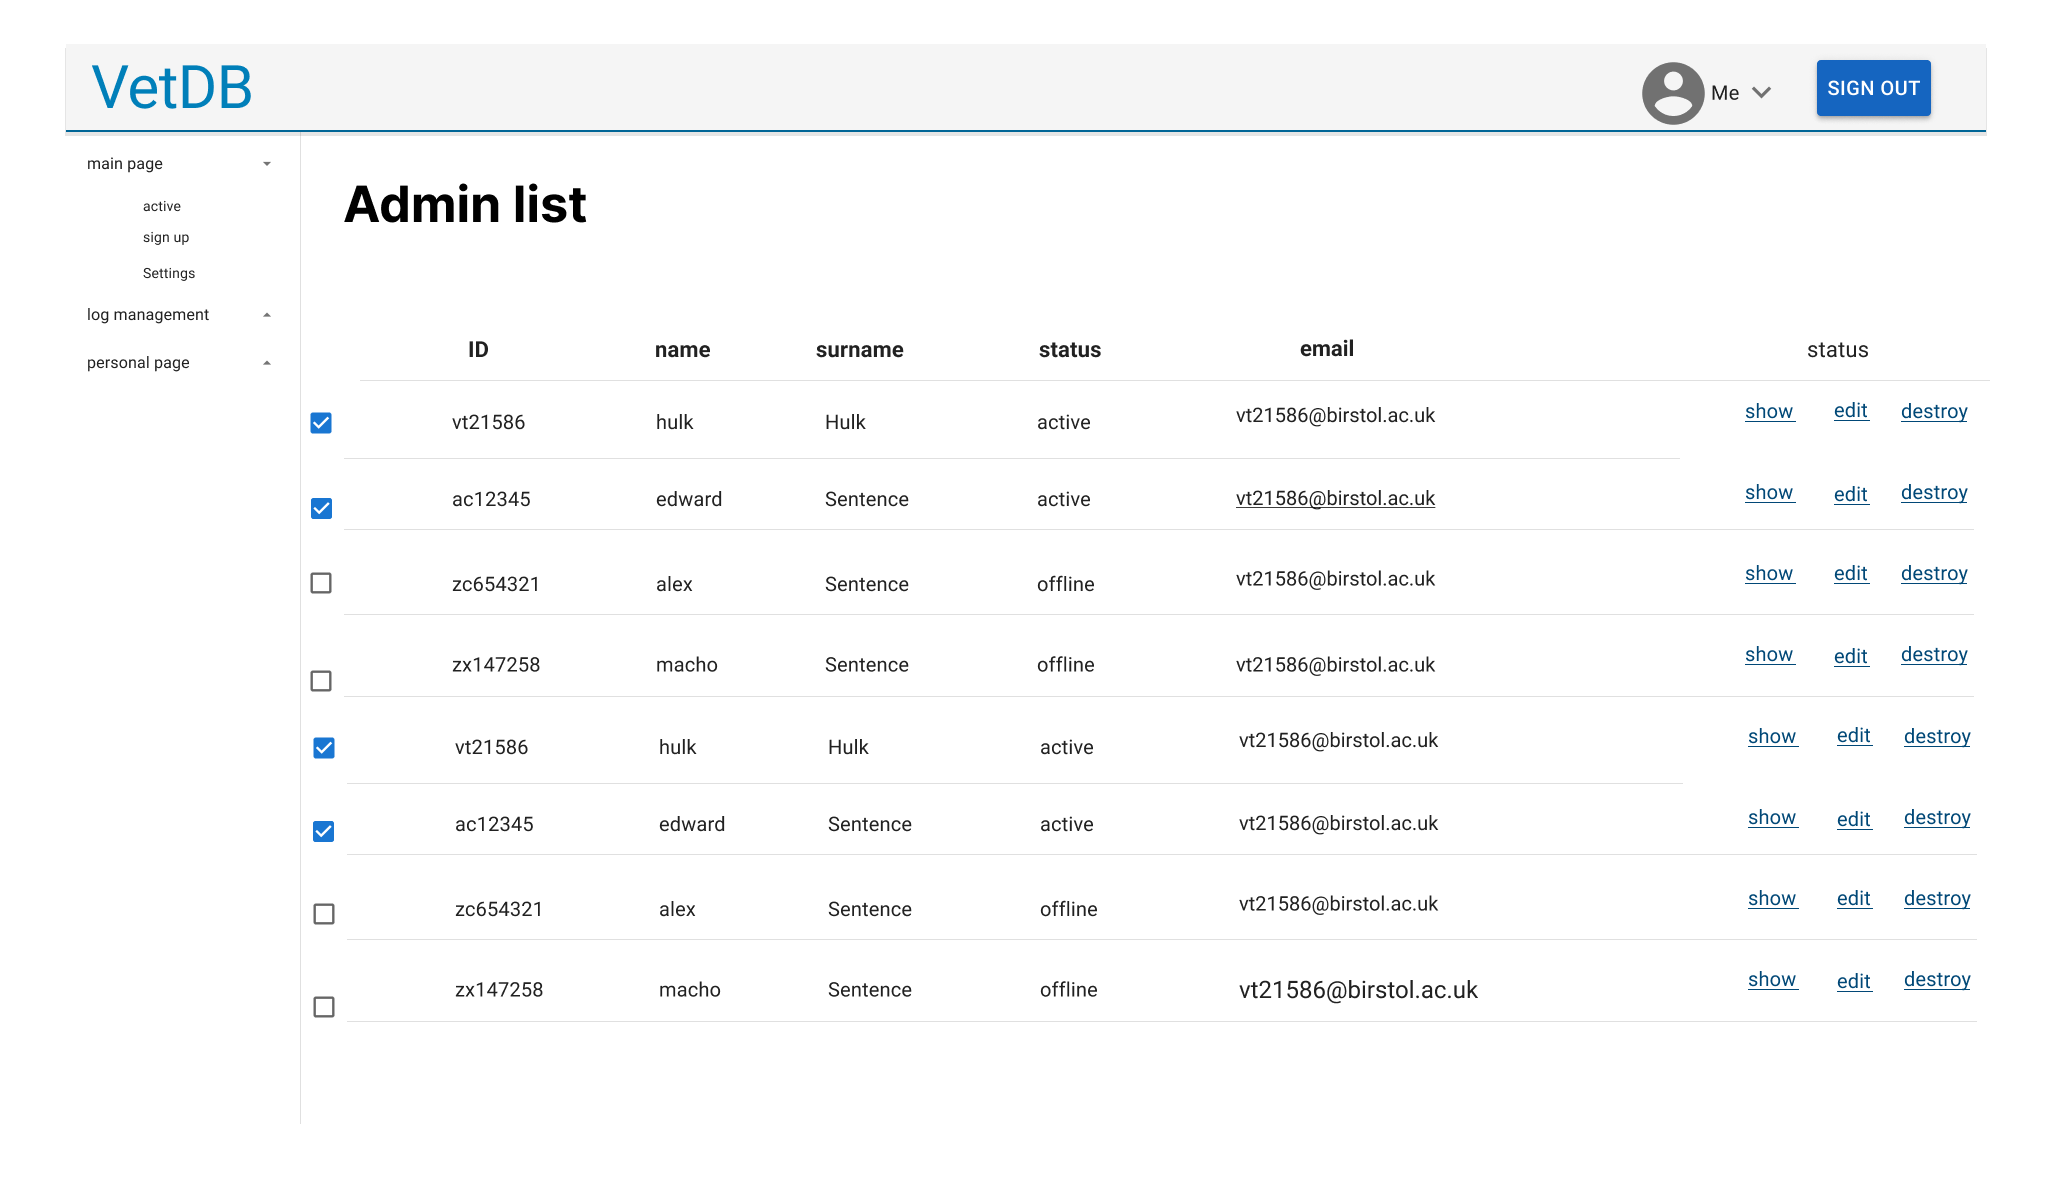 VetDB
Me
SIGN OUT
main page
active
sign up
Settings
log management
personal page
Admin list
ID name surname status email status
vt21586 hulk Hulk active vt21586@birstol.ac.uk show edit destroy
ac12345 edward Sentence active vt21586@birstol.ac.uk show edit destroy
zc654321 alex Sentence offline vt21586@birstol.ac.uk show edit destroy
zx147258 macho Sentence offline vt21586@birstol.ac.uk show edit destroy
vt21586 hulk Hulk active vt21586@birstol.ac.uk show edit destroy
ac12345 edward Sentence active vt21586@birstol.ac.uk show edit destroy
zc654321 alex Sentence offline vt21586@birstol.ac.uk show edit destroy
zx147258 macho Sentence offline vt21586@birstol.ac.uk show edit destroy